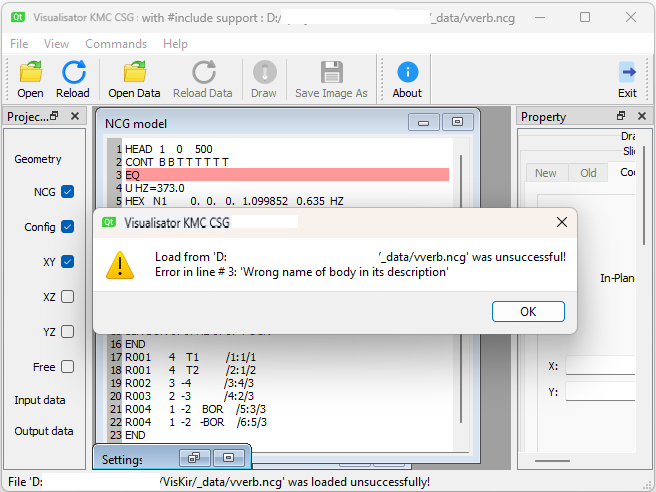 Qt Visualisator KMC CSG : with #include support : D:/ /_data/vverb.ncg
File View Commands Help
Open Reload Open Data Reload Data Draw Save Image As About Exit
Projec...
Geometry
NCG
Config
XY
XZ
YZ
Free
Input data
Output data
NCG model
1 HEAD 1 0 500
2 CONT B B T T T T T T
3 EQ
4 U HZ=373.0
5 HEX N1 0. 0. 0. 1.099852 0.635 HZ
Qt Visualisator KMC CSG
Load from 'D: '/_data/vverb.ncg' was unsuccessful!
Error in line # 3: 'Wrong name of body in its description'
OK
16 END
17 R001 4 T1 /1:1/1
18 R001 4 T2 /2:1/2
19 R002 3 -4 /3:4/3
20 R003 2 -3 /4:2/3
21 R004 1 -2 BOR /5:3/3
22 R004 1 -2 -BOR /6:5/3
23 END
Settings
Property
Dra
Slic
New Old Coo
In-Plan
X:
Y:
File 'D: /VisKir/_data/vverb.ncg' was loaded unsuccessfully!